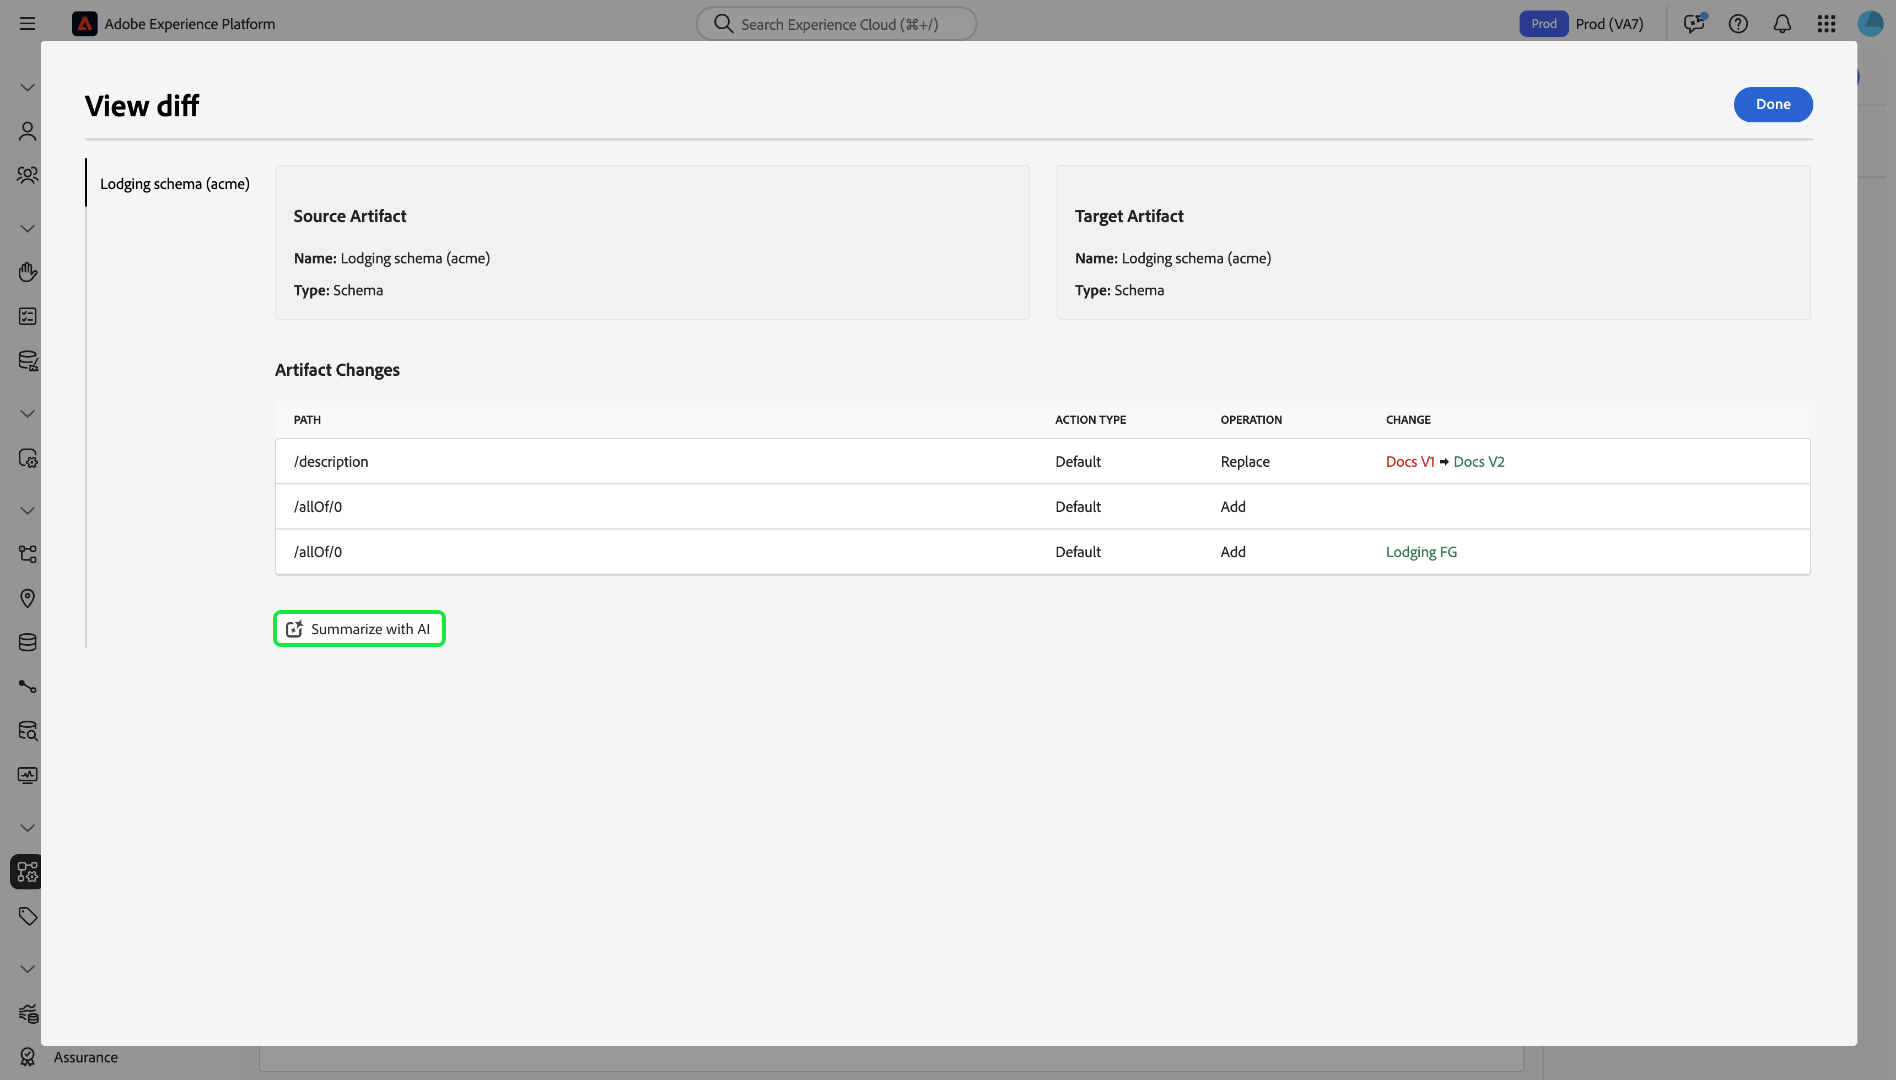 Adobe Experience Platform
Search Experience Cloud (⌘+/)
Prod
Prod (VA7)
View diff
Done
Lodging schema (acme)
Source Artifact
Name: Lodging schema (acme)
Type: Schema
Target Artifact
Name: Lodging schema (acme)
Type: Schema
Artifact Changes
PATH ACTION TYPE OPERATION CHANGE
/description Default Replace Docs V1 ➡ Docs V2
/allOf/0 Default Add
/allOf/0 Default Add Lodging FG
Summarize with AI
Assurance